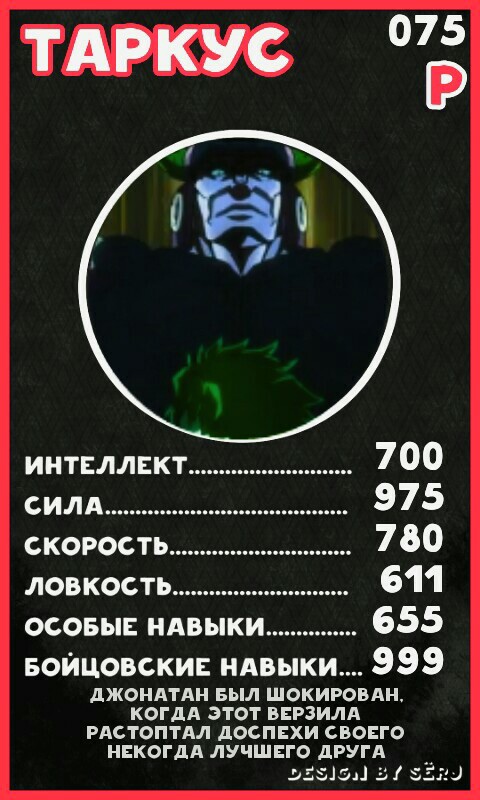 ТАРКУС
075
Р
ИНТЕЛЛЕКТ........................... 700
СИЛА........................................ 975
СКОРОСТЬ.............................. 780
ЛОВКОСТЬ............................. 611
ОСОБЫЕ НАВЫКИ............... 655
БОЙЦОВСКИЕ НАВЫКИ.... 999
ДЖОНАТАН БЫЛ ШОКИРОВАН,
КОГДА ЭТОТ ВЕРЗИЛА
РАСТОПТАЛ ДОСПЕХИ СВОЕГО
НЕКОГДА ЛУЧШЕГО ДРУГА
DESIGN BY SЁRJ